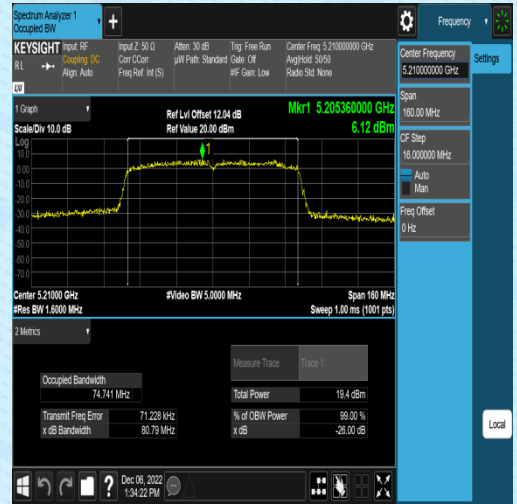 Spectrum Analyzer 1
Occupied BW
Frequency
KEYSIGHT
RL
LXI
Input: RF
Coupling: DC
Align: Auto
Input Z: 50 Ω
Corr CCorr
Freq Ref: Int (S)
Atten: 30 dB
µW Path: Standard
Trig: Free Run
Gate: Off
#IF Gain: Low
Center Freq: 5.210000000 GHz
Avg|Hold: 50/50
Radio Std: None
Center Frequency
5.210000000 GHz
Settings
Span
160.00 MHz
CF Step
16.000000 MHz
Auto
Man
Freq Offset
0 Hz
Local
1 Graph
Scale/Div 10.0 dB
Ref Lvl Offset 12.04 dB
Ref Value 20.00 dBm
Mkr1 5.205360000 GHz
6.12 dBm
Log
10.0
0.00
-10.0
-20.0
-30.0
-40.0
-50.0
-60.0
-70.0
1
Center 5.21000 GHz
#Video BW 5.0000 MHz
Span 160 MHz
#Res BW 1.6000 MHz
Sweep 1.00 ms (1001 pts)
2 Metrics
Measure Trace
Trace 1
Occupied Bandwidth
74.741 MHz
Total Power
19.4 dBm
Transmit Freq Error
71.228 kHz
% of OBW Power
99.00 %
x dB Bandwidth
80.79 MHz
x dB
-26.00 dB
?
Dec 06, 2022
1:34:22 PM